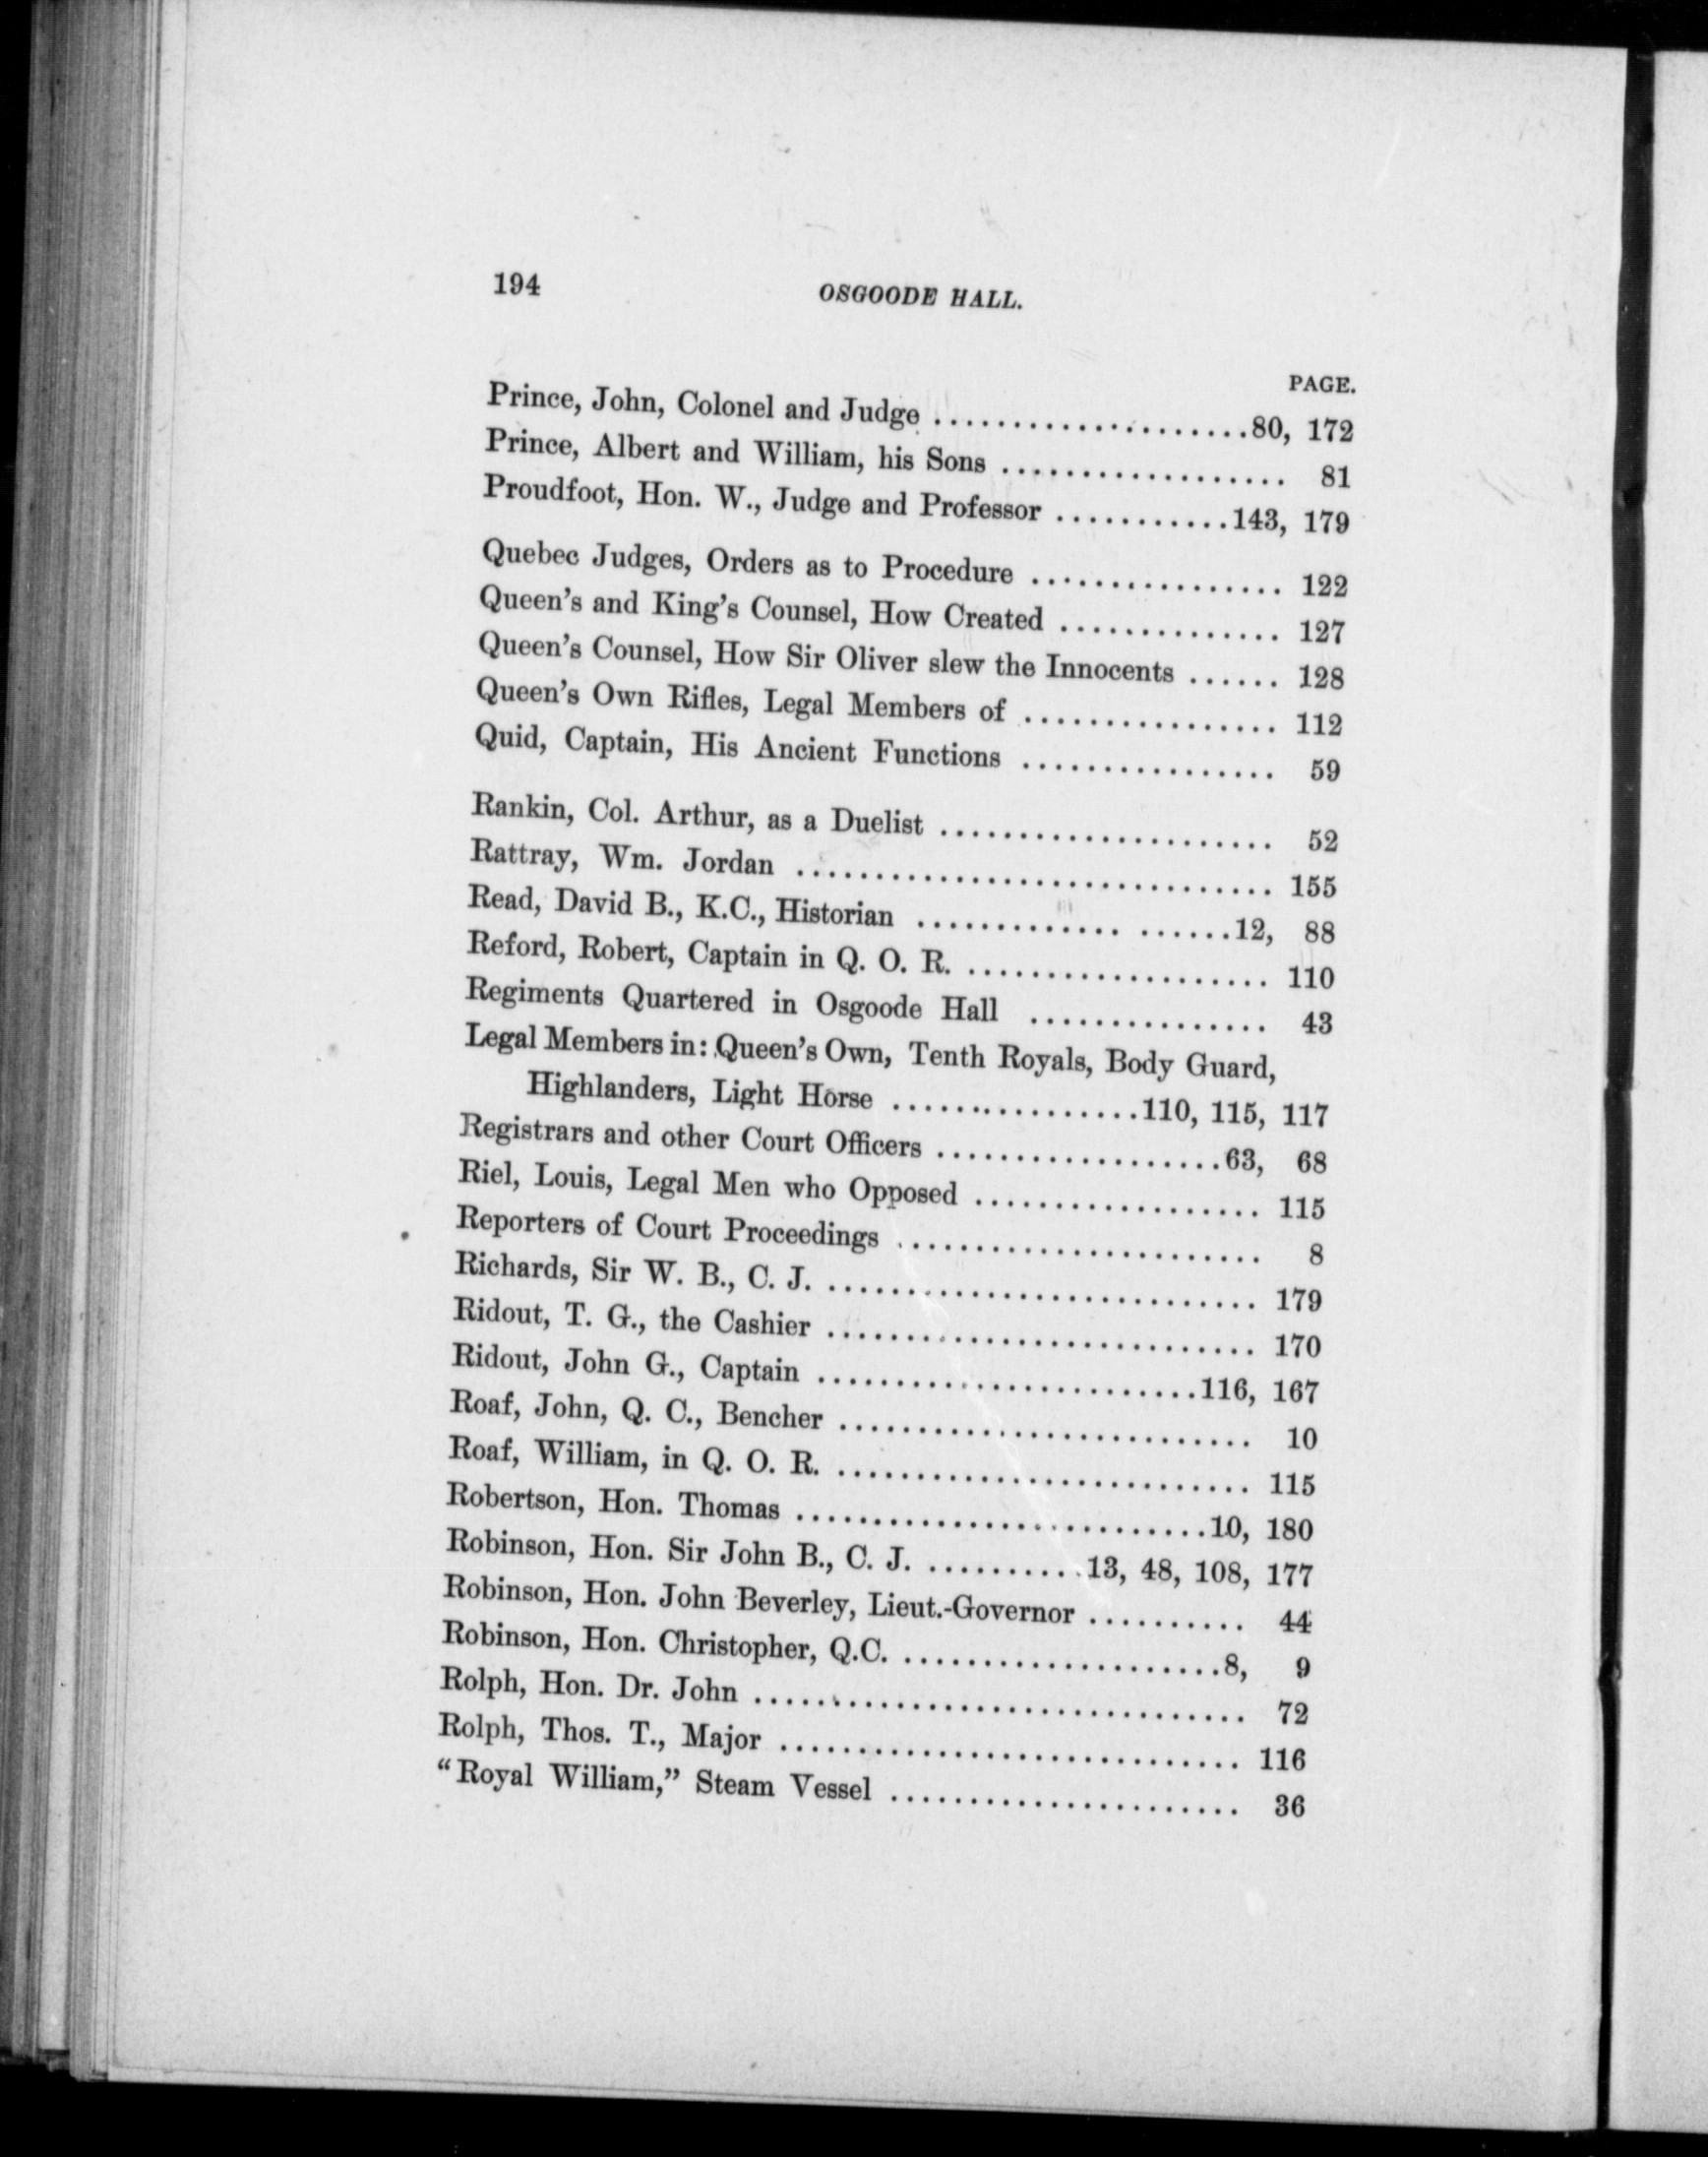 194 OSGOODE HALL.
PAGE.
Prince, John, Colonel and Judge ....................80, 172
Prince, Albert and William, his Sons .................. 81
Proudfoot, Hon. W., Judge and Professor ...........143, 179
Quebec Judges, Orders as to Procedure ................ 122
Queen's and King's Counsel, How Created .............. 127
Queen's Counsel, How Sir Oliver slew the Innocents ...... 128
Queen's Own Rifles, Legal Members of ................ 112
Quid, Captain, His Ancient Functions ................ 59
Rankin, Col. Arthur, as a Duelist ..................... 52
Rattray, Wm. Jordan .............................. 155
Read, David B., K.C., Historian ............. ......12, 88
Reford, Robert, Captain in Q. O. R. ................... 110
Regiments Quartered in Osgoode Hall ............... 43
Legal Members in: Queen's Own, Tenth Royals, Body Guard,
Highlanders, Light Horse ................110, 115, 117
Registrars and other Court Officers ..................63, 68
Riel, Louis, Legal Men who Opposed .................. 115
Reporters of Court Proceedings ....................... 8
Richards, Sir W. B., C. J. ........................... 179
Ridout, T. G., the Cashier ........................... 170
Ridout, John G., Captain ........................116, 167
Roaf, John, Q. C., Bencher .......................... 10
Roaf, William, in Q. O. R. .......................... 115
Robertson, Hon. Thomas ..........................10, 180
Robinson, Hon. Sir John B., C. J. ..........13, 48, 108, 177
Robinson, Hon. John Beverley, Lieut.-Governor .......... 44
Robinson, Hon. Christopher, Q.C. ....................8, 9
Rolph, Hon. Dr. John ............................... 72
Rolph, Thos. T., Major ............................. 116
"Royal William," Steam Vessel ...................... 36